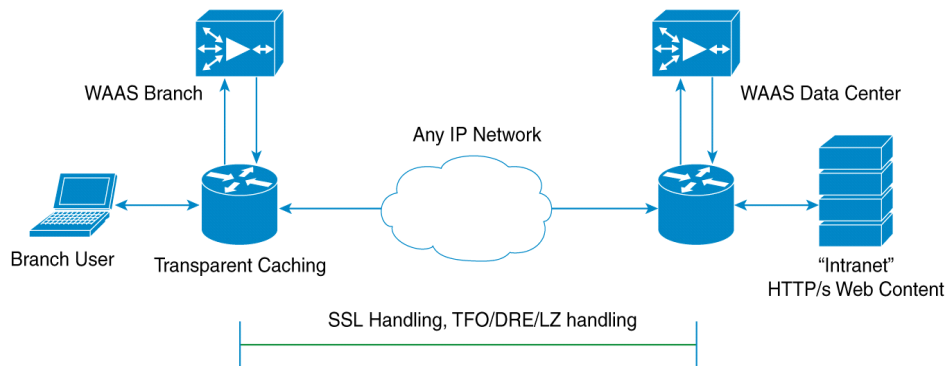 WAAS Branch
WAAS Data Center
Any IP Network
Branch User
Transparent Caching
“Intranet”
HTTP/s Web Content
SSL Handling, TFO/DRE/LZ handling